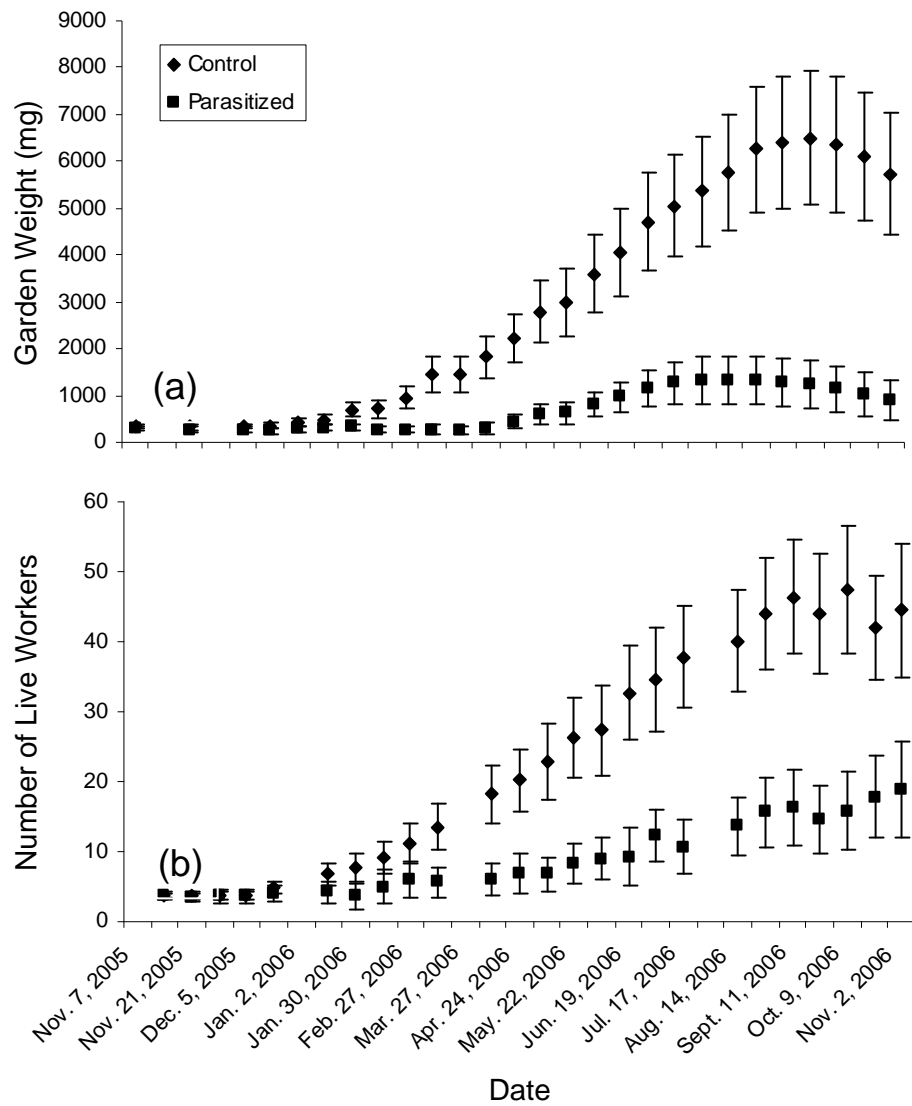 9000
8000
7000
6000
5000
4000
3000
2000
1000
0
Garden Weight (mg)
Control
Parasitized
(a)
60
50
40
30
20
10
0
Number of Live Workers
(b)
Nov. 7, 2005
Nov. 21, 2005
Dec. 5, 2005
Jan. 2, 2006
Jan. 30, 2006
Feb. 27, 2006
Mar. 27, 2006
Apr. 24, 2006
May. 22, 2006
Jun. 19, 2006
Jul. 17, 2006
Aug. 14, 2006
Sept. 11, 2006
Oct. 9, 2006
Nov. 2, 2006
Date